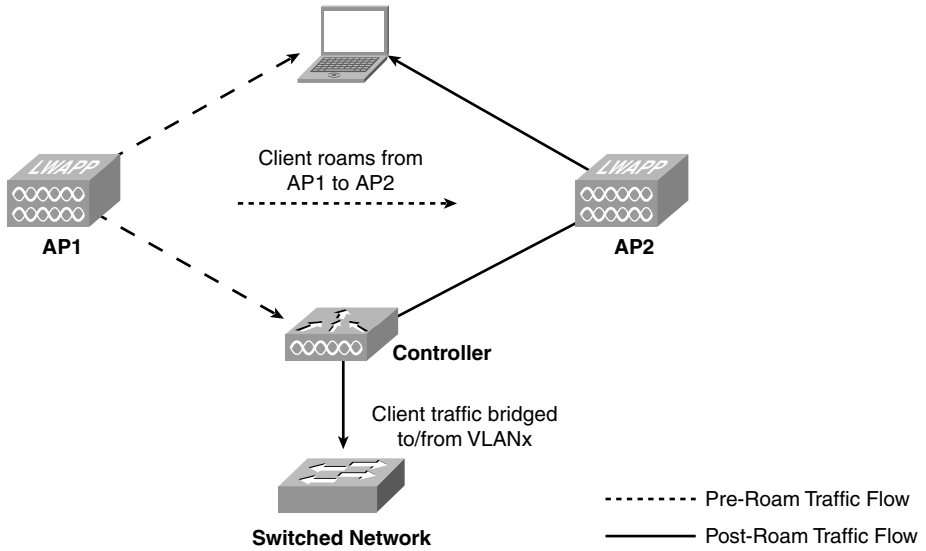 LWAPP
Client roams from
AP1 to AP2
LWAPP
AP1
AP2
Controller
Client traffic bridged
to/from VLANx
Switched Network
Pre-Roam Traffic Flow
Post-Roam Traffic Flow